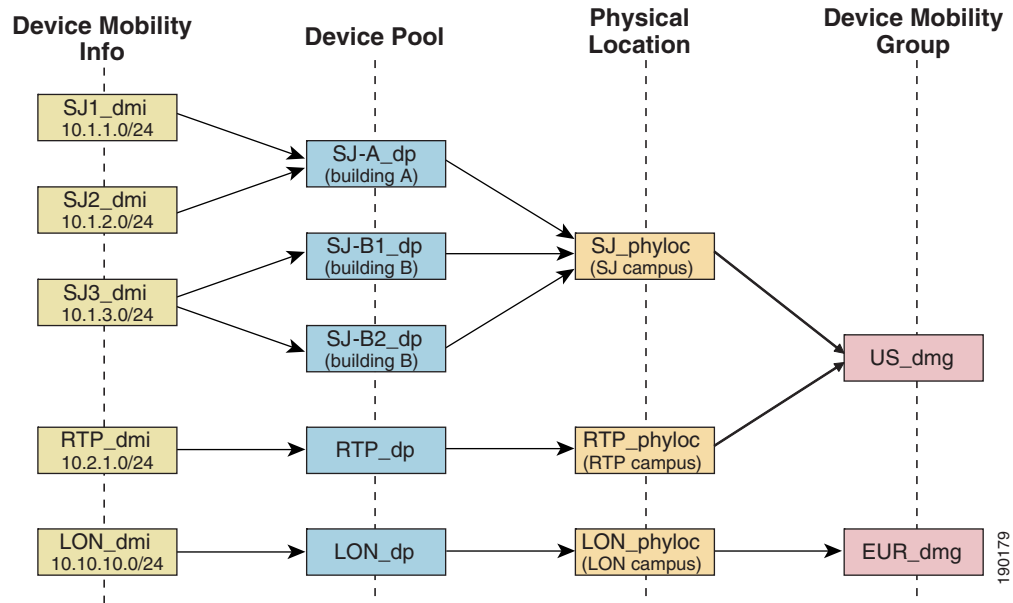 Device Mobility
Info
Device Pool
Physical
Location
Device Mobility
Group
SJ1_dmi
10.1.1.0/24
SJ-A_dp
(building A)
SJ2_dmi
10.1.2.0/24
SJ-B1_dp
(building B)
SJ_phyloc
(SJ campus)
SJ3_dmi
10.1.3.0/24
SJ-B2_dp
(building B)
US_dmg
RTP_dmi
10.2.1.0/24
RTP_dp
RTP_phyloc
(RTP campus)
LON_dmi
10.10.10.0/24
LON_dp
LON_phyloc
(LON campus)
EUR_dmg
190179